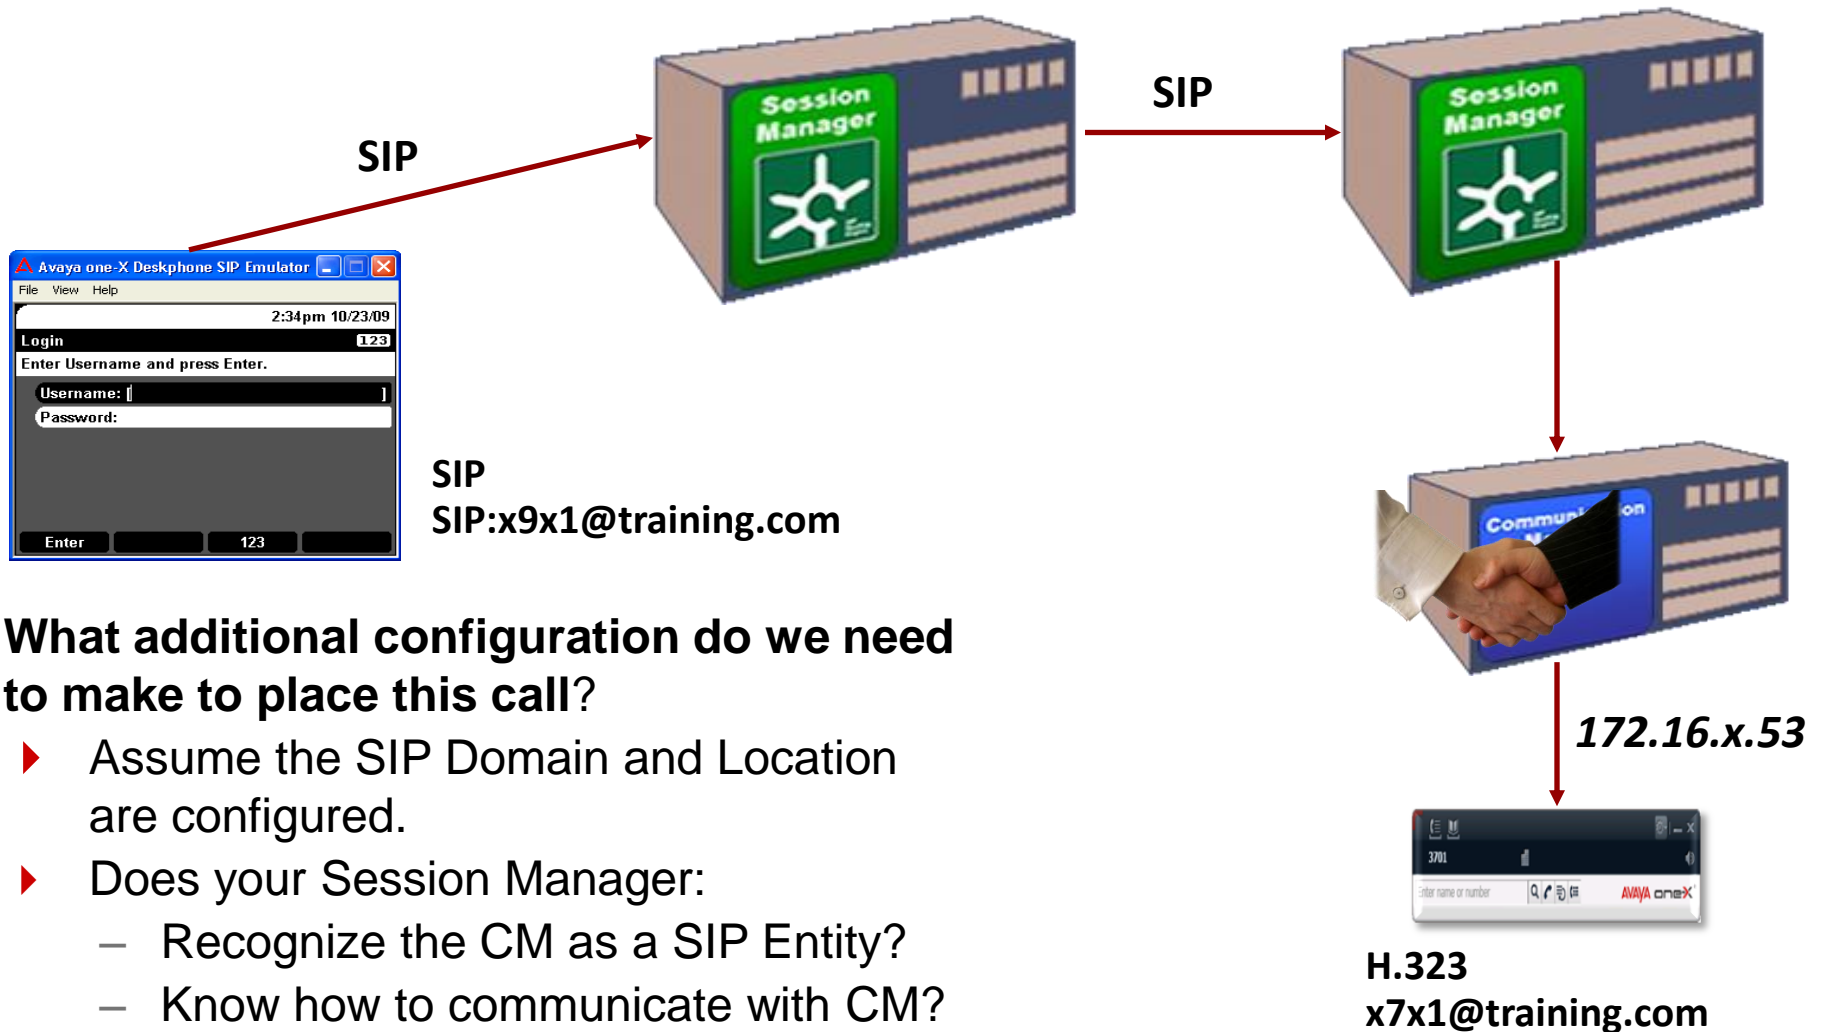 SIP
Session
Manager
SIP
Session
Manager
Avaya one-X Deskphone SIP Emulator
File View Help
2:34pm 10/23/09
Login 123
Enter Username and press Enter.
Username: [ ]
Password:
Enter 123
SIP
SIP:x9x1@training.com
What additional configuration do we need
to make to place this call?
Assume the SIP Domain and Location
are configured.
Does your Session Manager:
– Recognize the CM as a SIP Entity?
– Know how to communicate with CM?
172.16.x.53
3701
Enter name or number
AVAYA one-X
H.323
x7x1@training.com